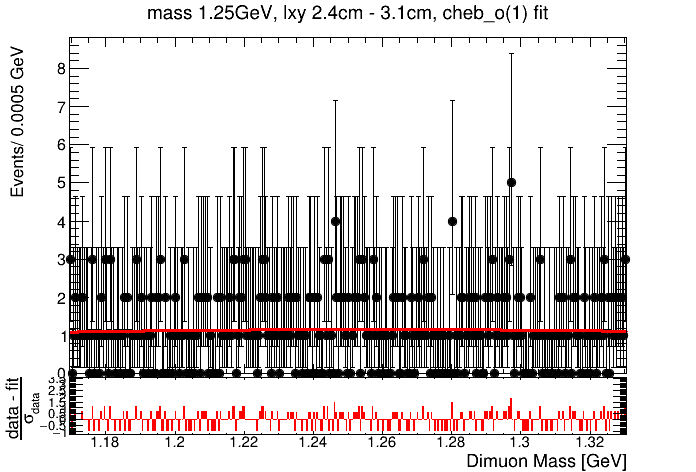 mass 1.25GeV, lxy 2.4cm - 3.1cm, cheb_o(1) fit
Events/ 0.0005 GeV
8
7
6
5
4
3
2
1
0
data - fit
σdata
1.18 1.2 1.22 1.24 1.26 1.28 1.3 1.32
Dimuon Mass [GeV]